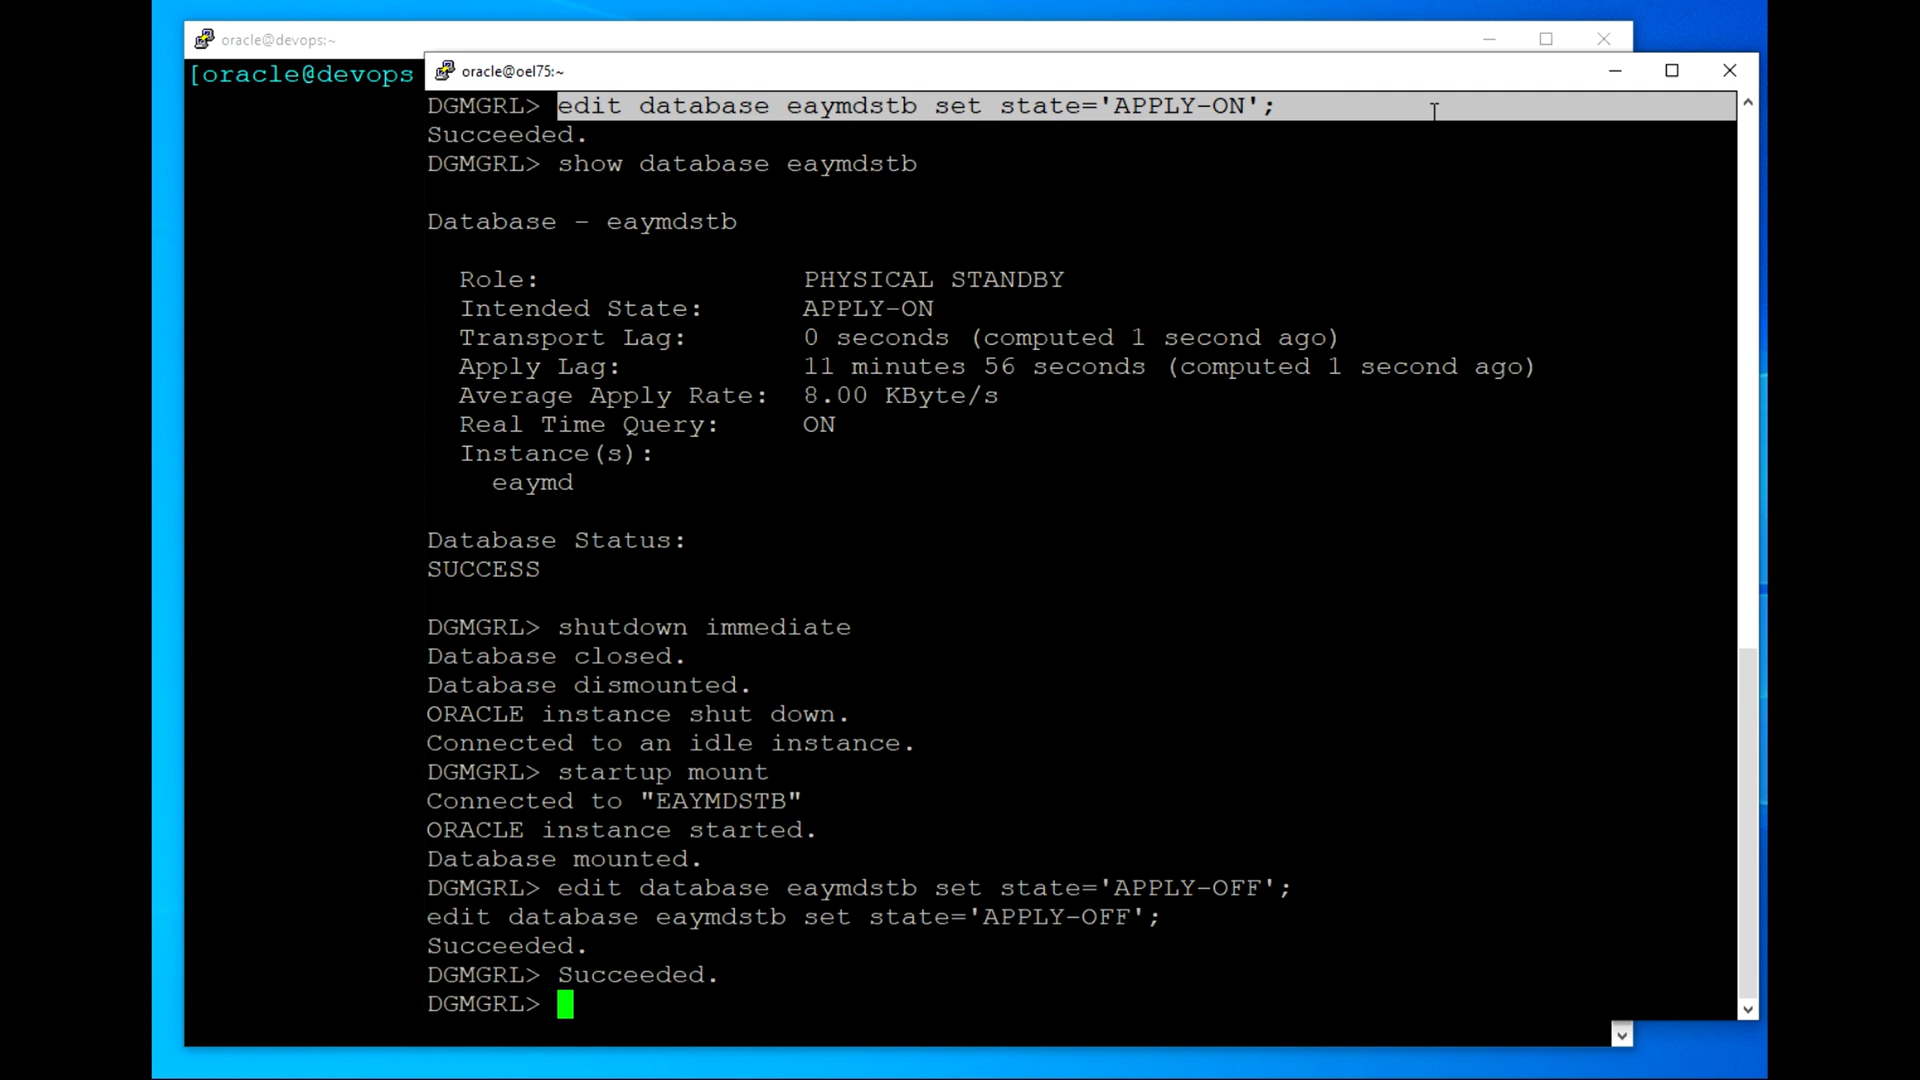 oracle@devops:~
[oracle@devops
oracle@oel75:~
DGMGRL> edit database eaymdstb set state='APPLY-ON';
Succeeded.
DGMGRL> show database eaymdstb
Database - eaymdstb
Role: PHYSICAL STANDBY
Intended State: APPLY-ON
Transport Lag: 0 seconds (computed 1 second ago)
Apply Lag: 11 minutes 56 seconds (computed 1 second ago)
Average Apply Rate: 8.00 KByte/s
Real Time Query: ON
Instance(s):
eaymd
Database Status:
SUCCESS
DGMGRL> shutdown immediate
Database closed.
Database dismounted.
ORACLE instance shut down.
Connected to an idle instance.
DGMGRL> startup mount
Connected to "EAYMDSTB"
ORACLE instance started.
Database mounted.
DGMGRL> edit database eaymdstb set state='APPLY-OFF';
edit database eaymdstb set state='APPLY-OFF';
Succeeded.
DGMGRL> Succeeded.
DGMGRL>